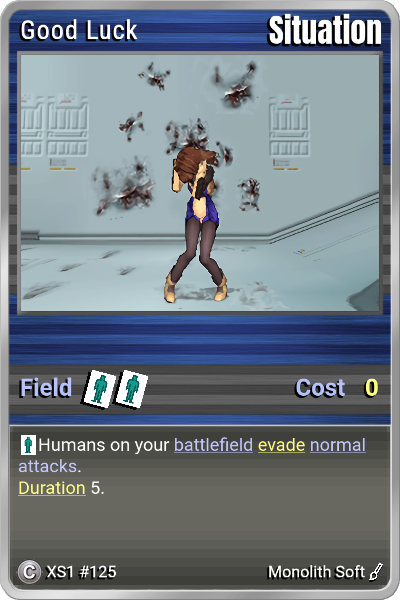 Good Luck
Situation
Field
Cost 0
Humans on your battlefield evade normal
attacks.
Duration 5.
C XS1 #125
Monolith Soft